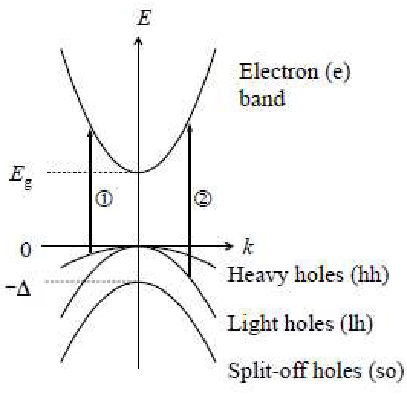 E
Electron (e)
band
E_g
①
②
0
k
Heavy holes (hh)
−Δ
Light holes (lh)
Split-off holes (so)